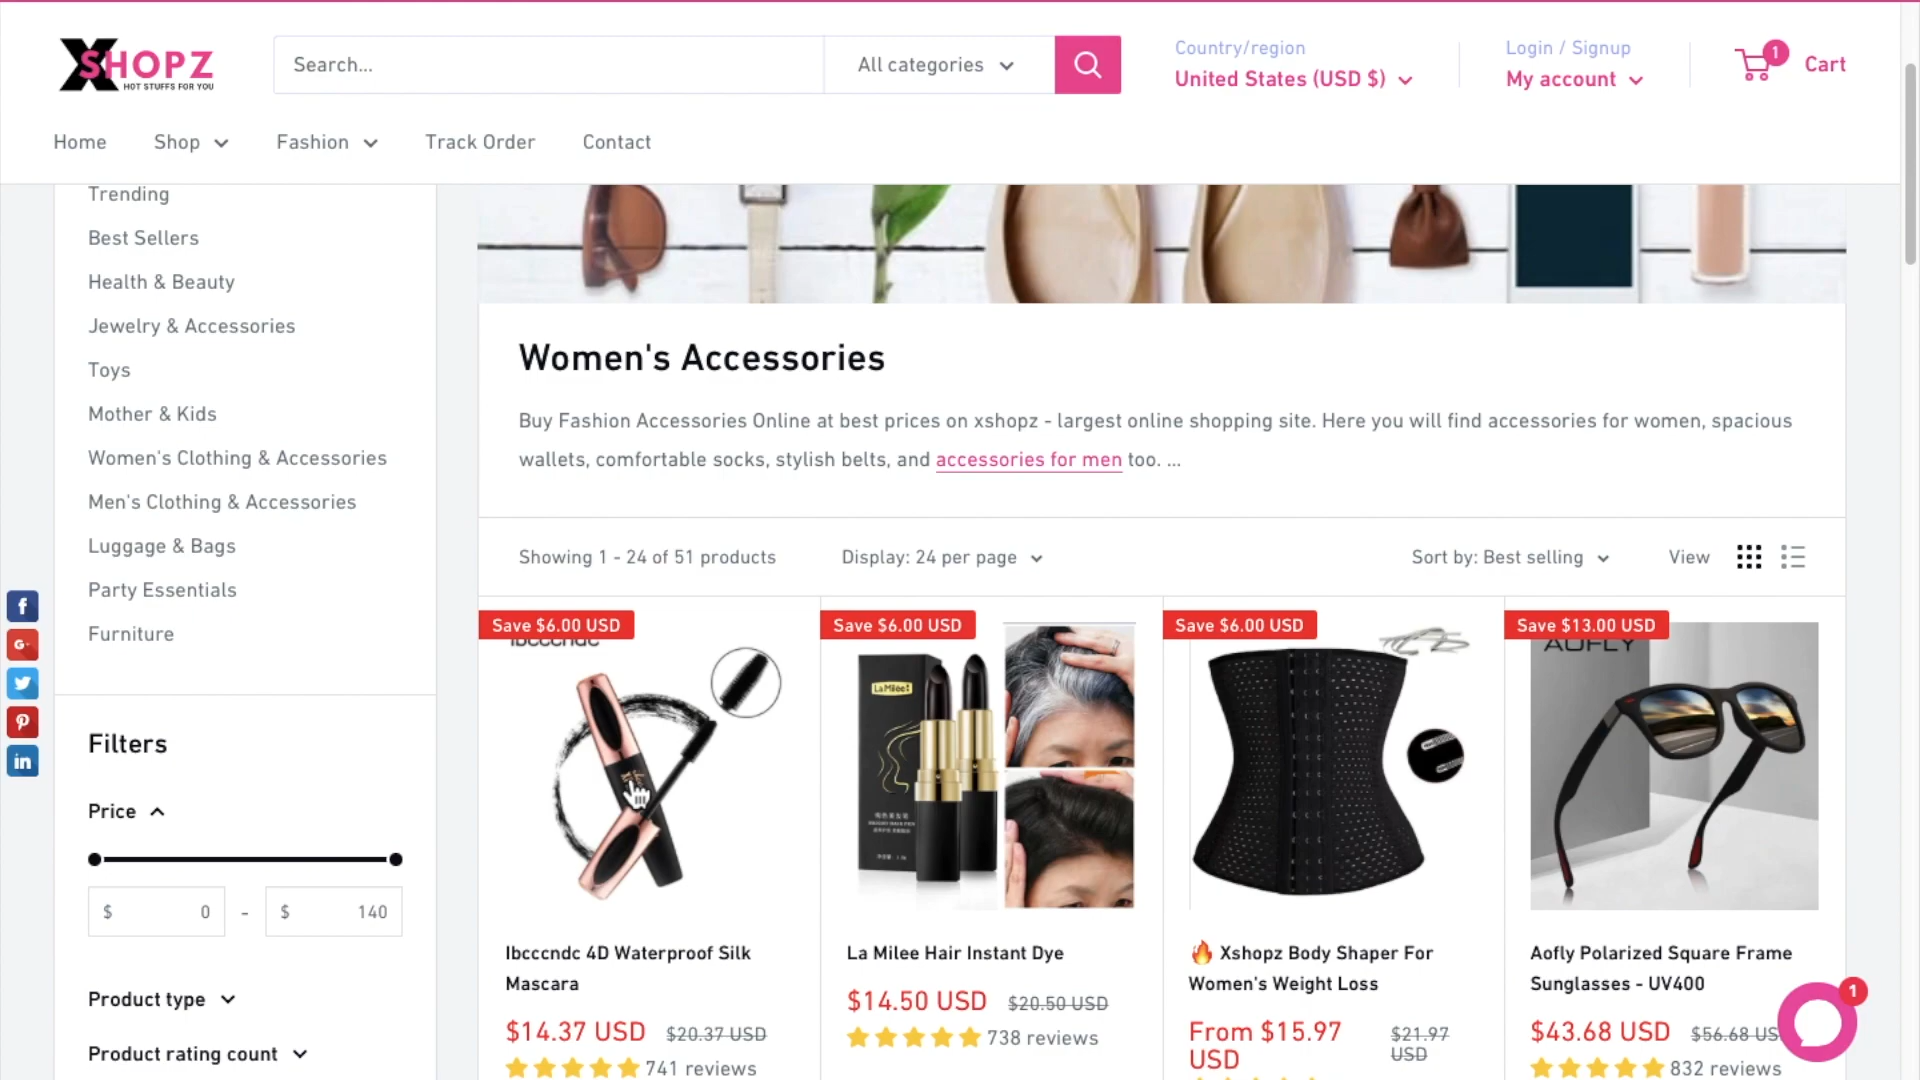 XSHOPZ
HOT STUFFS FOR YOU
Search...
All categories
Country/region
United States (USD $)
Login / Signup
My account
1
Cart
Home
Shop
Fashion
Track Order
Contact
Trending
Best Sellers
Health & Beauty
Jewelry & Accessories
Toys
Mother & Kids
Women's Clothing & Accessories
Men's Clothing & Accessories
Luggage & Bags
Party Essentials
Furniture
Filters
Price
$ 0 - $ 140
Product type
Product rating count
f
G+
in
Women's Accessories
Buy Fashion Accessories Online at best prices on xshopz - largest online shopping site. Here you will find accessories for women, spacious
wallets, comfortable socks, stylish belts, and accessories for men too. ...
Showing 1 - 24 of 51 products
Display: 24 per page
Sort by: Best selling
View
Save $6.00 USD
Ibcccndc
Ibcccndc 4D Waterproof Silk
Mascara
$14.37 USD $20.37 USD
741 reviews
Save $6.00 USD
La Milee
La Milee Hair Instant Dye
$14.50 USD $20.50 USD
738 reviews
Save $6.00 USD
🔥 Xshopz Body Shaper For
Women's Weight Loss
From $15.97
USD
$21.97
USD
Save $13.00 USD
AOFLY
Aofly Polarized Square Frame
Sunglasses - UV400
$43.68 USD $56.68 US
832 reviews
1